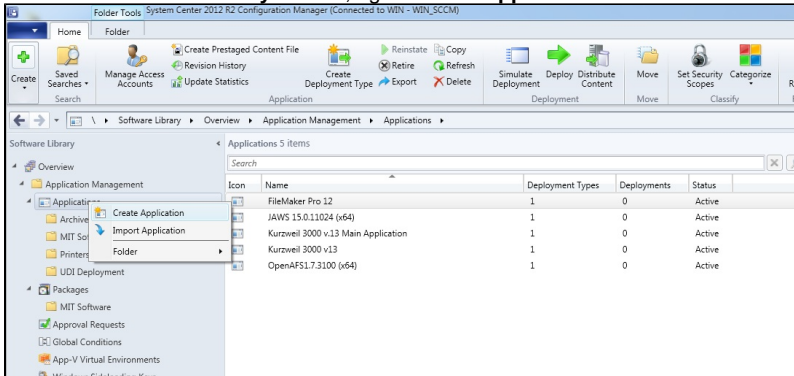 Folder Tools System Center 2012 R2 Configuration Manager (Connected to WIN - WIN_SCCM)
Home Folder
Create
Saved Searches
Manage Access Accounts
Create Prestaged Content File
Revision History
Update Statistics
Create Deployment Type
Reinstate
Retire
Export
Copy
Refresh
Delete
Simulate Deployment
Deploy
Distribute Content
Move
Set Security Scopes
Categorize
Search Application Deployment Move Classify
\ Software Library Overview Application Management Applications
Software Library
Overview
Application Management
Applications
Archive
Printers
UDI Deployment
Packages
MIT Software
Approval Requests
Global Conditions
App-V Virtual Environments
Create Application
Import Application
Folder
Applications 5 items
Search
Icon Name Deployment Types Deployments Status
FileMaker Pro 12 1 0 Active
JAWS 15.0.11024 (x64) 1 0 Active
Kurzweil 3000 v.13 Main Application 1 0 Active
Kurzweil 3000 v13 1 0 Active
OpenAFS1.7.3100 (x64) 1 0 Active